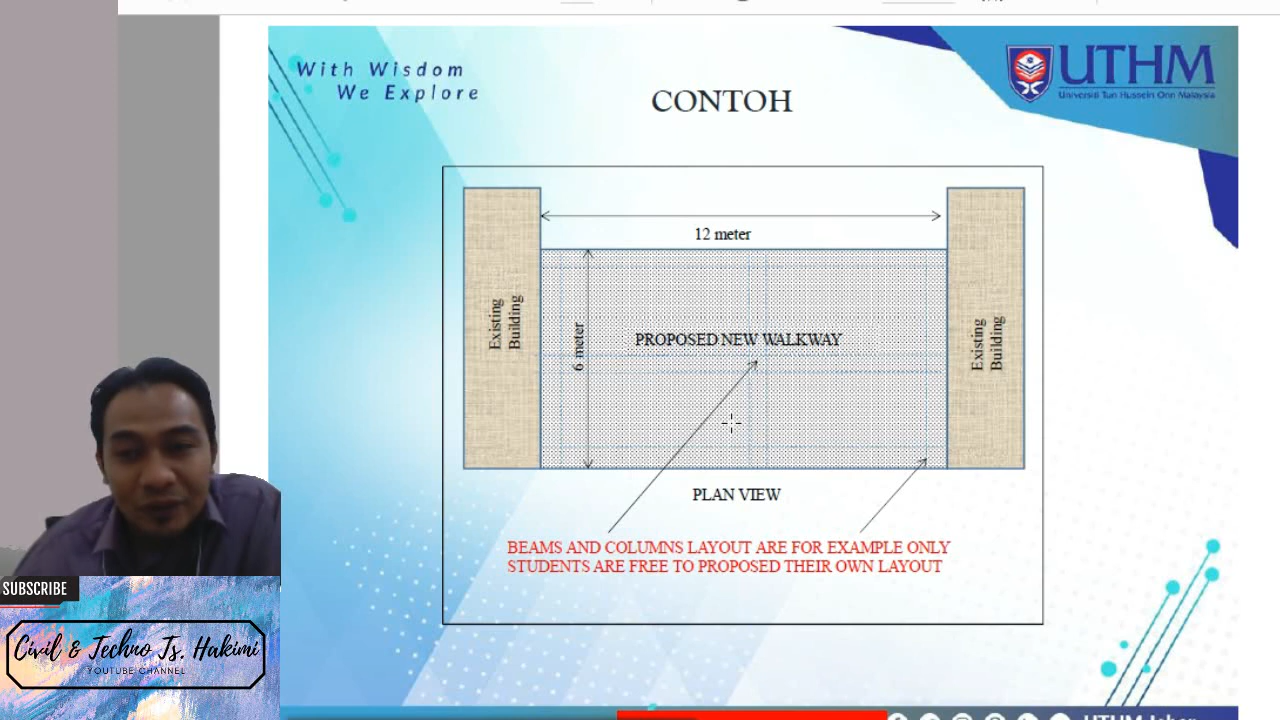 With Wisdom
We Explore
CONTOH
UTHM
Universiti Tun Hussein Onn Malaysia
12 meter
Existing
Building
6 meter
PROPOSED NEW WALKWAY
Existing
Building
PLAN VIEW
BEAMS AND COLUMNS LAYOUT ARE FOR EXAMPLE ONLY
STUDENTS ARE FREE TO PROPOSED THEIR OWN LAYOUT
SUBSCRIBE
Civil & Techno Ts. Hakimi
YOUTUBE CHANNEL
UTHM Johor